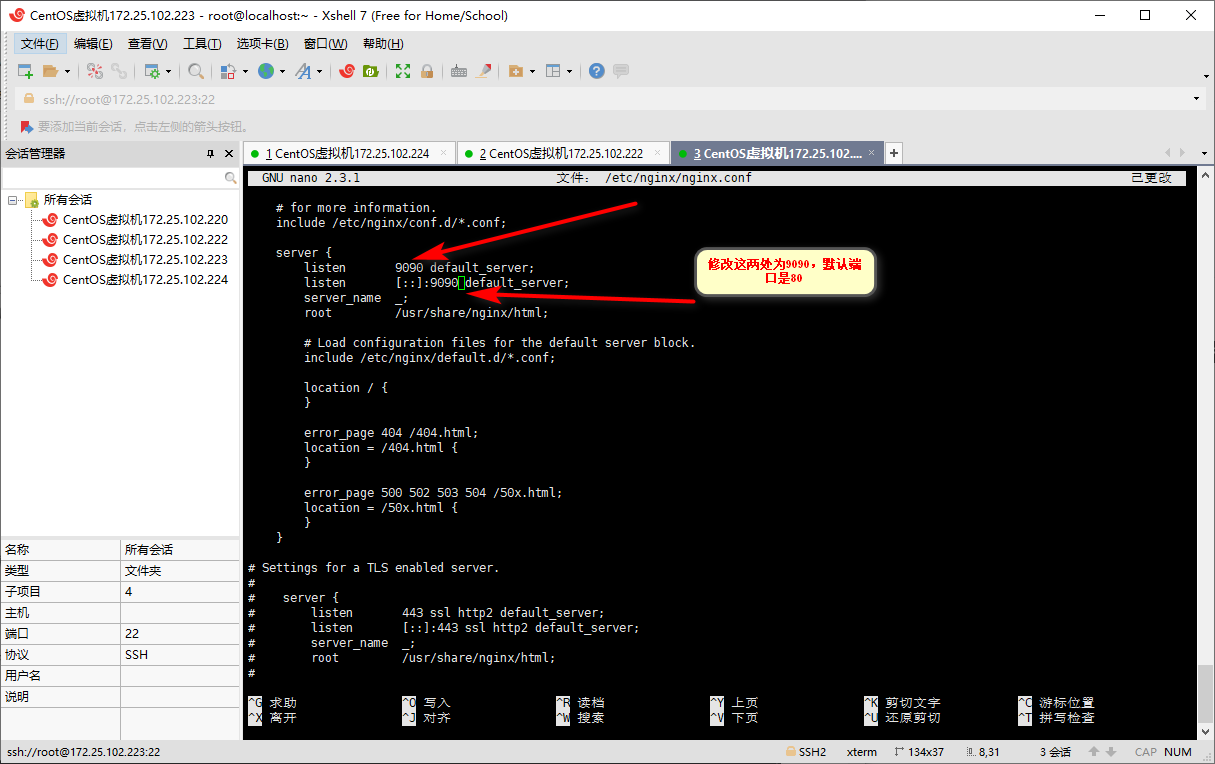 CentOS虚拟机172.25.102.223 - root@localhost:~ - Xshell 7 (Free for Home/School)
文件(F) 编辑(E) 查看(V) 工具(T) 选项卡(B) 窗口(W) 帮助(H)
ssh://root@172.25.102.223:22
要添加当前会话，点击左侧的箭头按钮。
会话管理器
1 CentOS虚拟机172.25.102.224
2 CentOS虚拟机172.25.102.222
3 CentOS虚拟机172.25.102....
所有会话
CentOS虚拟机172.25.102.220
CentOS虚拟机172.25.102.222
CentOS虚拟机172.25.102.223
CentOS虚拟机172.25.102.224
名称 所有会话
类型 文件夹
子项目 4
主机
端口 22
协议 SSH
用户名
说明
GNU nano 2.3.1 文件： /etc/nginx/nginx.conf 已更改
# for more information.
include /etc/nginx/conf.d/*.conf;
server {
listen 9090 default_server;
listen [::]:9090 default_server;
server_name _;
root /usr/share/nginx/html;
# Load configuration files for the default server block.
include /etc/nginx/default.d/*.conf;
location / {
}
error_page 404 /404.html;
location = /404.html {
}
error_page 500 502 503 504 /50x.html;
location = /50x.html {
}
}
# Settings for a TLS enabled server.
#
# server {
# listen 443 ssl http2 default_server;
# listen [::]:443 ssl http2 default_server;
# server_name _;
# root /usr/share/nginx/html;
#
修改这两处为9090，默认端
口是80
^G 求助 ^O 写入 ^R 读档 ^Y 上页 ^K 剪切文字 ^C 游标位置
^X 离开 ^J 对齐 ^W 搜索 ^V 下页 ^U 还原剪切 ^T 拼写检查
ssh://root@172.25.102.223:22 SSH2 xterm 134x37 8,31 3 会话 CAP NUM